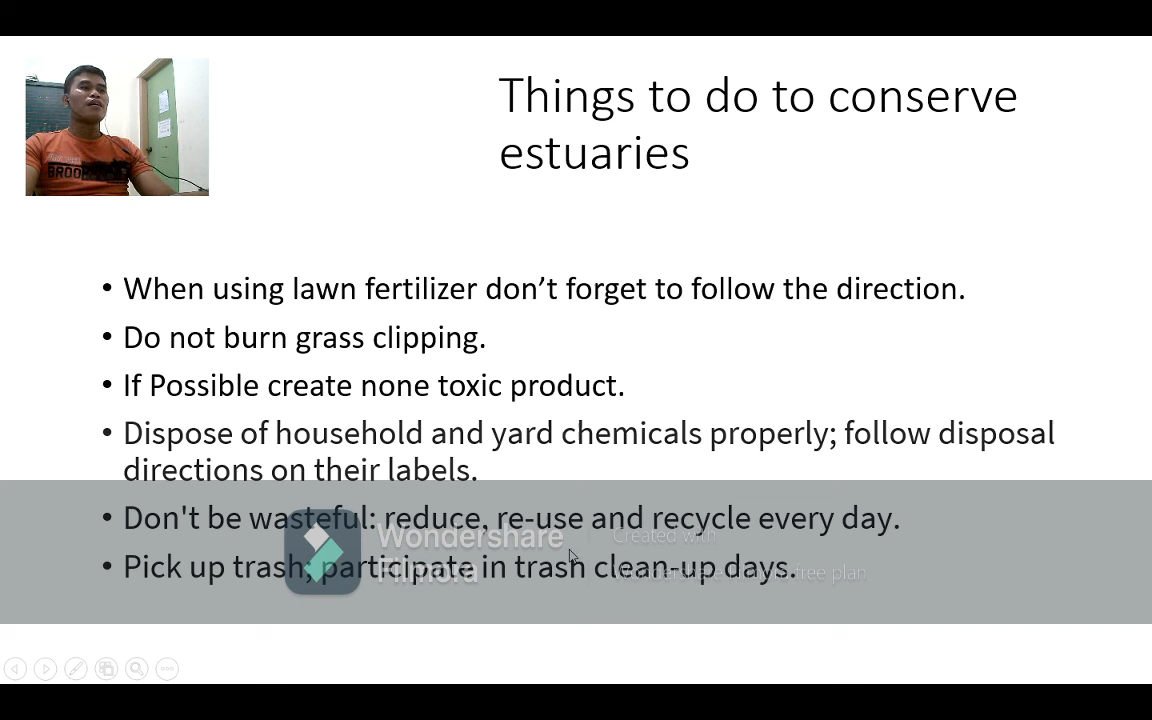 Things to do to conserve
estuaries
BROO
• When using lawn fertilizer don’t forget to follow the direction.
• Do not burn grass clipping.
• If Possible create none toxic product.
• Dispose of household and yard chemicals properly; follow disposal
directions on their labels.
• Don't be wasteful: reduce, re-use and recycle every day.
• Pick up trash; participate in trash clean-up days.
Wondershare
Filmora
Created with
Wondershare Filmora free plan